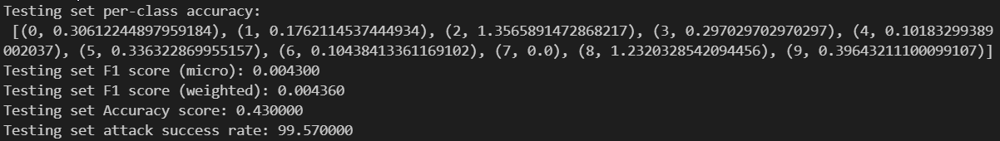 Testing set per-class accuracy:
[(0, 0.30612244897959184), (1, 0.1762114537444934), (2, 1.3565891472868217), (3, 0.297029702970297), (4, 0.10183299389
002037), (5, 0.336322869955157), (6, 0.10438413361169102), (7, 0.0), (8, 1.2320328542094456), (9, 0.39643211100099107)]
Testing set F1 score (micro): 0.004300
Testing set F1 score (weighted): 0.004360
Testing set Accuracy score: 0.430000
Testing set attack success rate: 99.570000